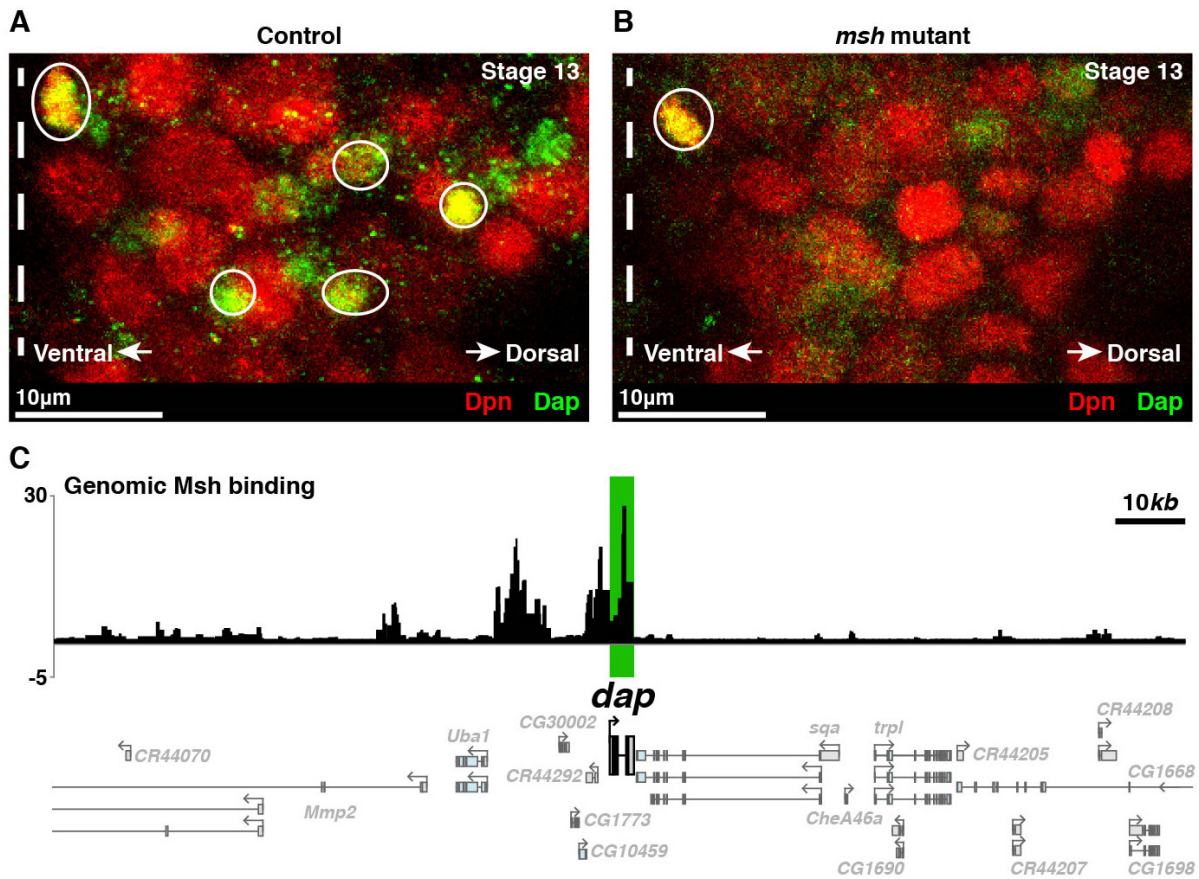 A
Control
Stage 13
Ventral
Dorsal
10µm
Dpn Dap
B
msh mutant
Stage 13
Ventral
Dorsal
10µm
Dpn Dap
C
Genomic Msh binding
30
-5
10kb
dap
CR44070
Mmp2
Uba1
CG30002
CR44292
CG1773
CG10459
sqa
CheA46a
trpl
CG1690
CR44205
CR44207
CR44208
CG1668
CG1698